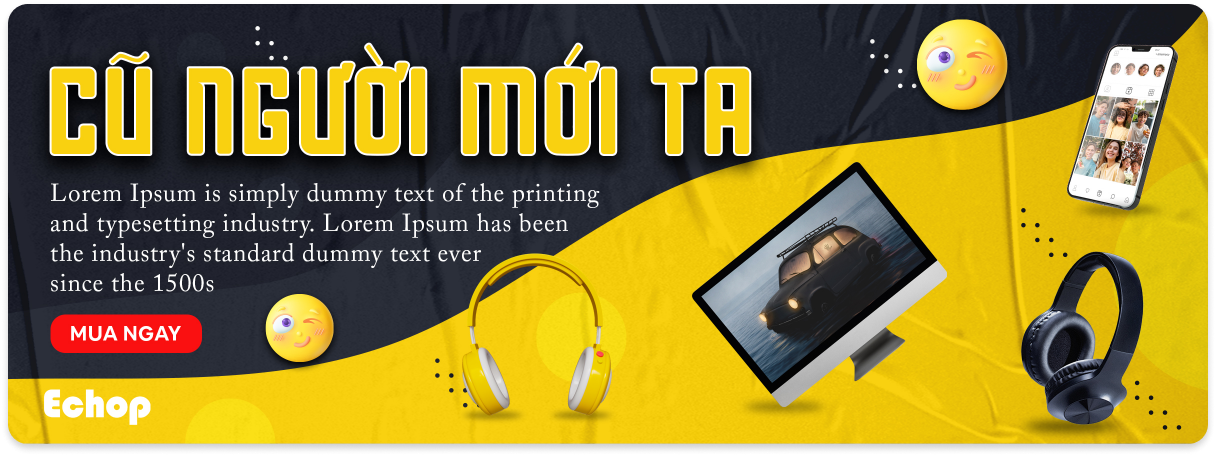 CŨ NGƯỜI MỚI TA
Lorem Ipsum is simply dummy text of the printing
and typesetting industry. Lorem Ipsum has been
the industry's standard dummy text ever
since the 1500s
MUA NGAY
Echop